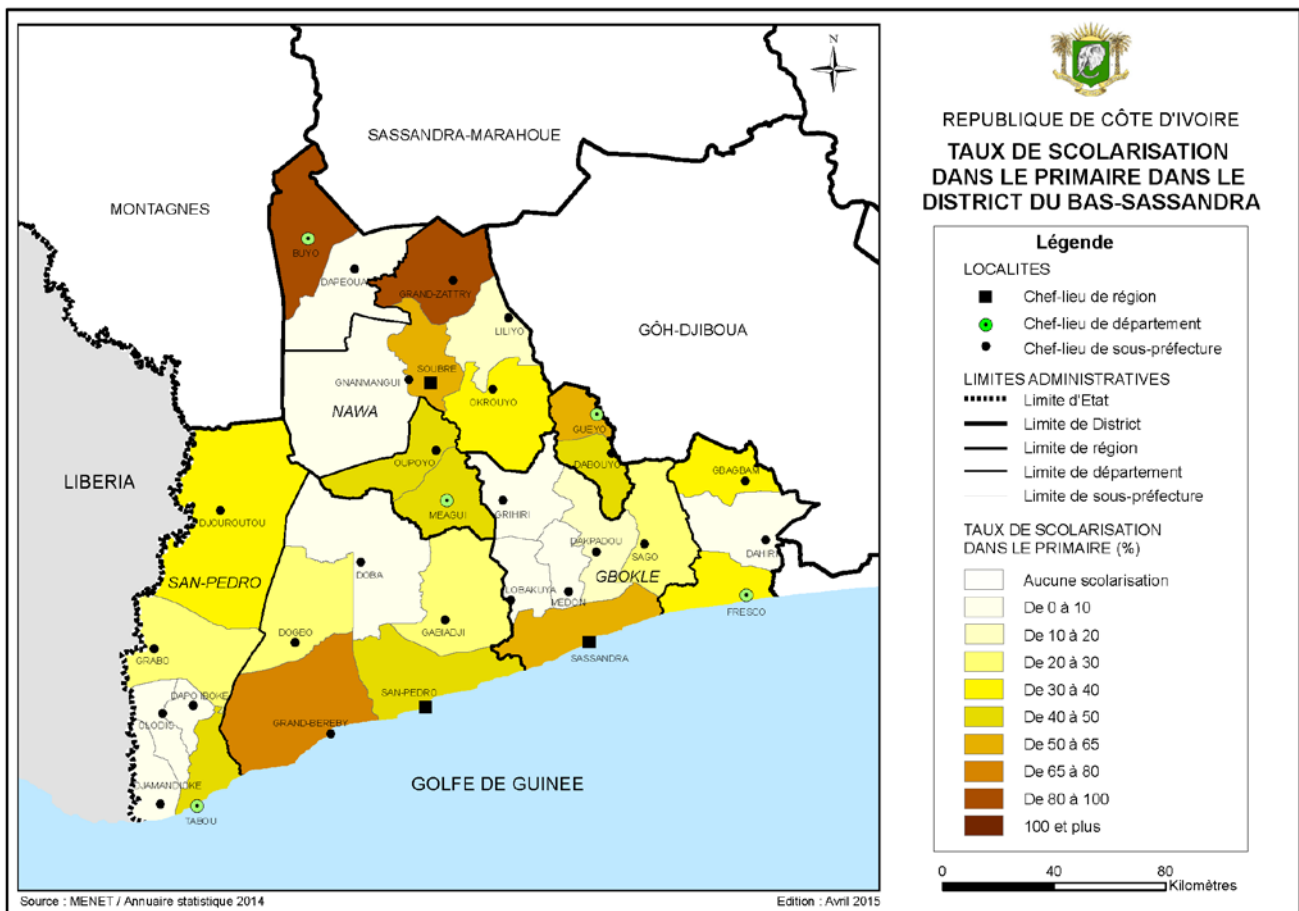 N
SASSANDRA-MARAHOUE
MONTAGNES
BUYO
DAPEOUA
GRAND-ZATTRY
LILIYO
GÔH-DJIBOUA
SOUBRE
GNANMANGUI
OKROUYO
NAWA
GUEYO
OUPOYO
DABOUYO
GBAGBAM
LIBERIA
MEAGUI
GRIHIRI
DJOUROUTOU
DAKPADOU
SAGO
DAHIRI
DOBA
SAN-PEDRO
GBOKLE
LOBAKUYA
MEDON
FRESCO
GABIADJI
DOGBO
SASSANDRA
GRABO
SAN-PEDRO
DAPO IBOKE
OLODIO
GRAND-BEREBY
DJAMANDIOKE
TABOU
GOLFE DE GUINEE
REPUBLIQUE DE CÔTE D'IVOIRE
TAUX DE SCOLARISATION
DANS LE PRIMAIRE DANS LE
DISTRICT DU BAS-SASSANDRA
Légende
LOCALITES
Chef-lieu de région
Chef-lieu de département
Chef-lieu de sous-préfecture
LIMITES ADMINISTRATIVES
Limite d'Etat
Limite de District
Limite de région
Limite de département
Limite de sous-préfecture
TAUX DE SCOLARISATION
DANS LE PRIMAIRE (%)
Aucune scolarisation
De 0 à 10
De 10 à 20
De 20 à 30
De 30 à 40
De 40 à 50
De 50 à 65
De 65 à 80
De 80 à 100
100 et plus
0 40 80
Kilomètres
Source : MENET / Annuaire statistique 2014
Edition : Avril 2015